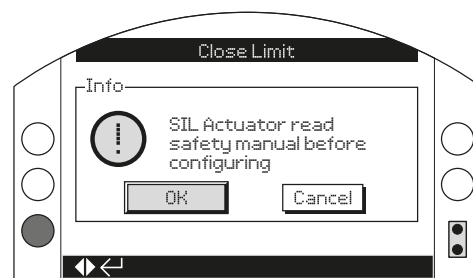 Close Limit
Info
SIL Actuator read
safety manual before
configuring
OK
Cancel